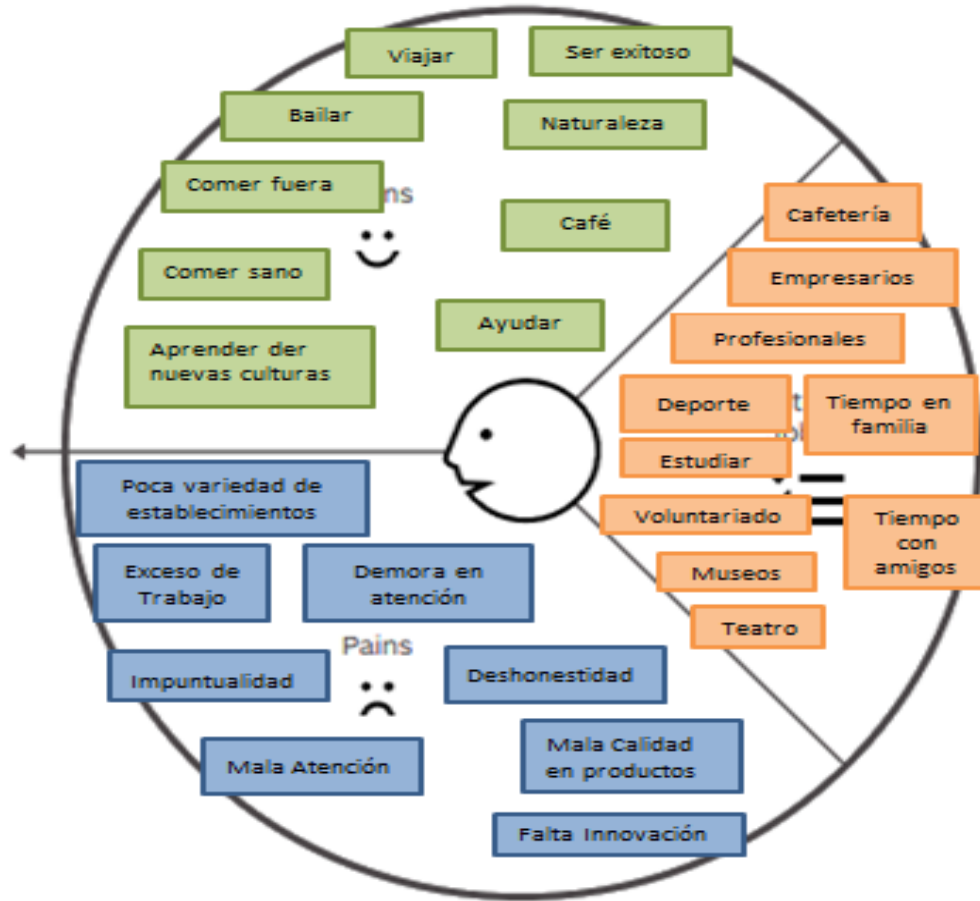 Viajar
Ser exitoso
Bailar
Naturaleza
Comer fuera
ns
Café
Comer sano
Ayudar
Aprender der
nuevas culturas
Cafetería
Empresarios
Profesionales
Deporte
Tiempo en
familia
Estudiar
Voluntariado
Tiempo
con
amigos
Museos
Teatro
Poca variedad de
establecimientos
Exceso de
Trabajo
Demora en
atención
Pains
Impuntualidad
Deshonestidad
Mala Atención
Mala Calidad
en productos
Falta Innovación